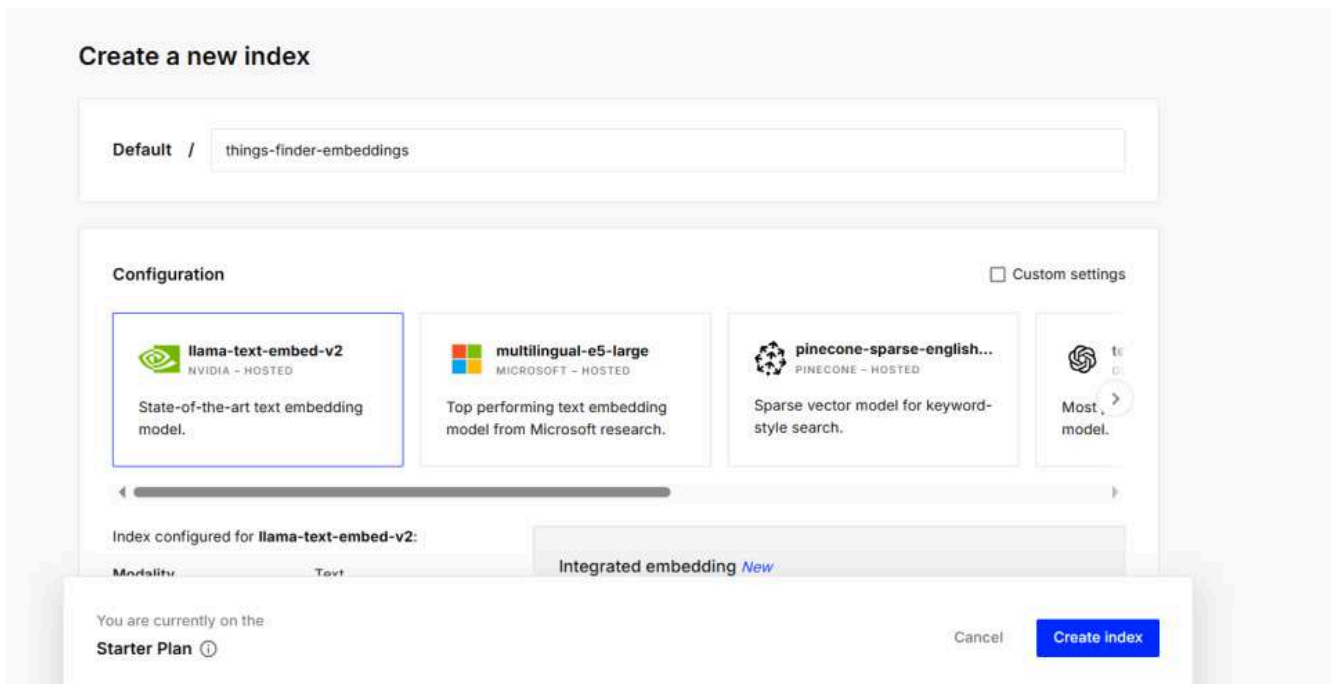 Create a new index
Default / things-finder-embeddings
Configuration
Custom settings
llama-text-embed-v2
NVIDIA – HOSTED
State-of-the-art text embedding
model.
multilingual-e5-large
MICROSOFT – HOSTED
Top performing text embedding
model from Microsoft research.
pinecone-sparse-english...
PINECONE – HOSTED
Sparse vector model for keyword-
style search.
Most
model.
Index configured for llama-text-embed-v2:
Modality Text
Integrated embedding New
You are currently on the
Starter Plan
Cancel
Create index